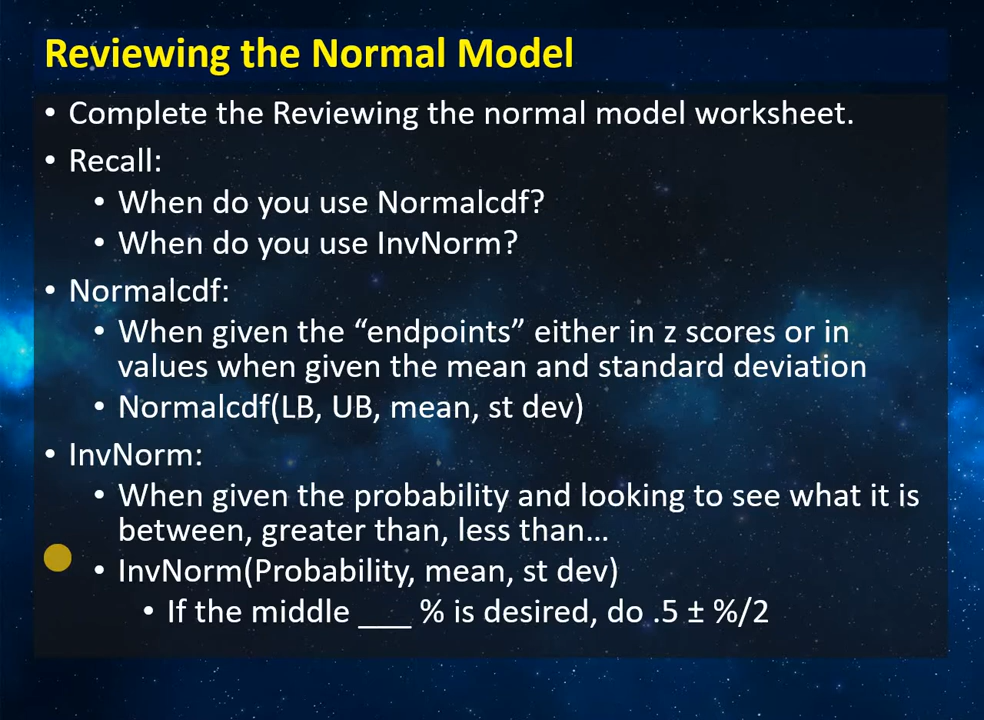 Reviewing the Normal Model
• Complete the Reviewing the normal model worksheet.
• Recall:
• When do you use Normalcdf?
• When do you use InvNorm?
• Normalcdf:
• When given the “endpoints” either in z scores or in
values when given the mean and standard deviation
• Normalcdf(LB, UB, mean, st dev)
• InvNorm:
• When given the probability and looking to see what it is
between, greater than, less than…
• InvNorm(Probability, mean, st dev)
• If the middle ___ % is desired, do .5 ± %/2